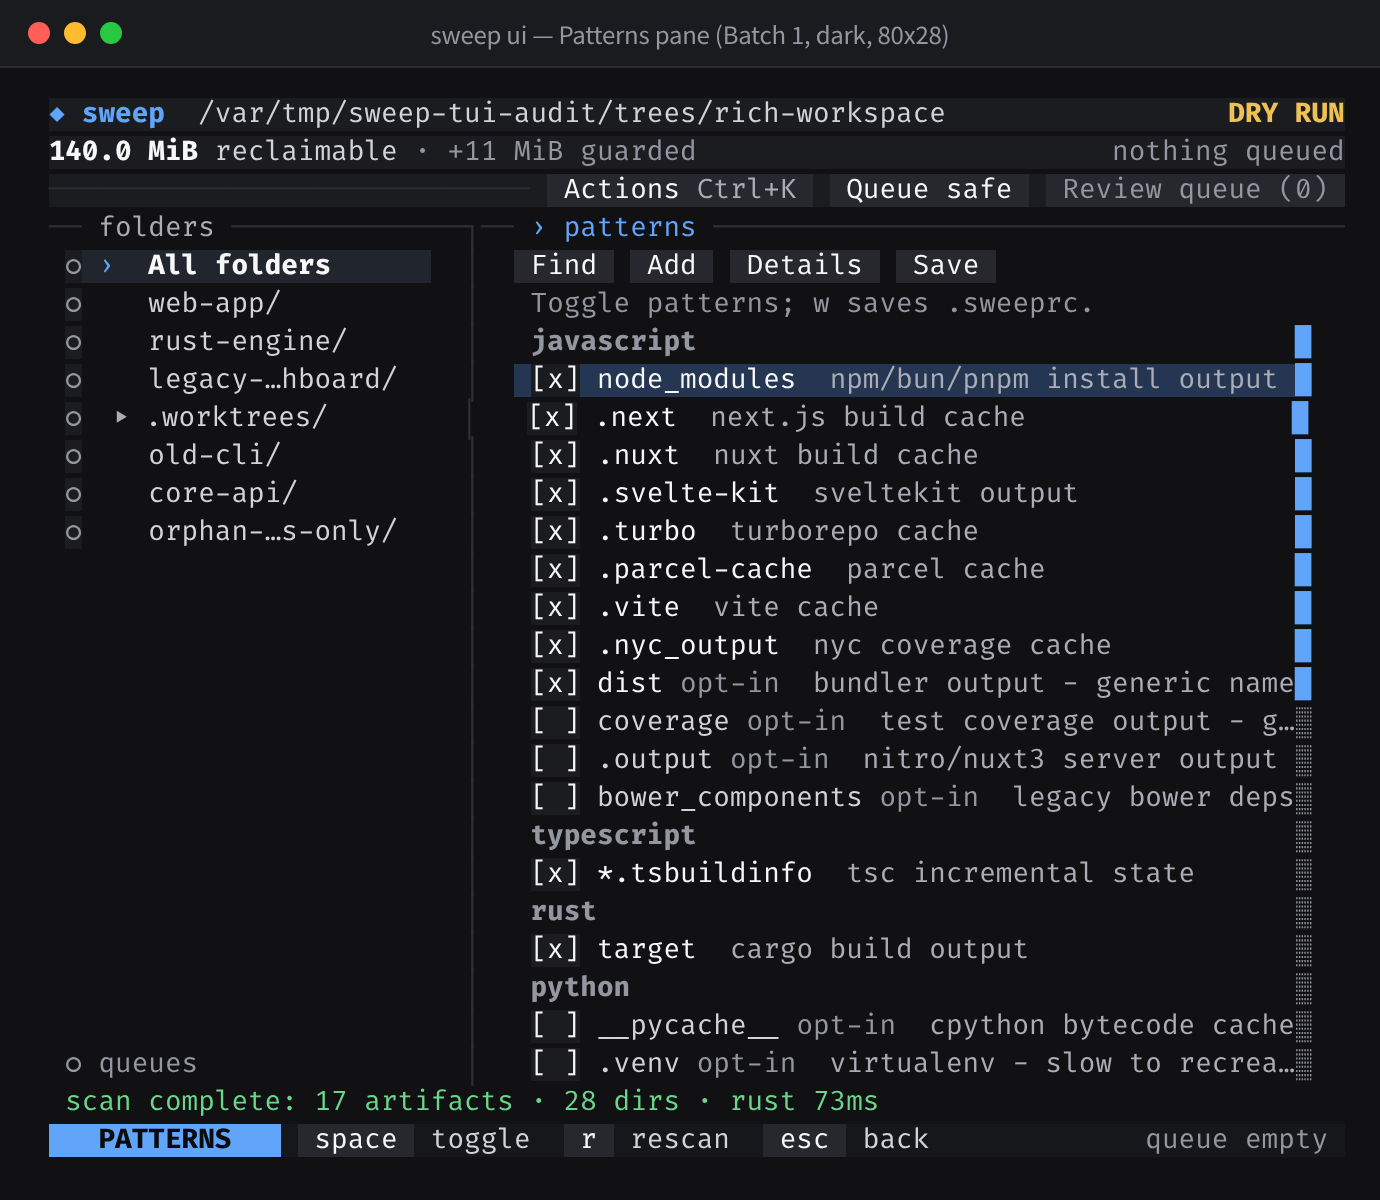 sweep ui — Patterns pane (Batch 1, dark, 80x28)
◆ sweep /var/tmp/sweep-tui-audit/trees/rich-workspace DRY RUN
140.0 MiB reclaimable · +11 MiB guarded nothing queued
Actions Ctrl+K Queue safe Review queue (0)
folders
○ › All folders
○ web-app/
○ rust-engine/
○ legacy-…hboard/
○ ▸ .worktrees/
○ old-cli/
○ core-api/
○ orphan-…s-only/
○ queues
› patterns
Find Add Details Save
Toggle patterns; w saves .sweeprc.
javascript
[x] node_modules npm/bun/pnpm install output
[x] .next next.js build cache
[x] .nuxt nuxt build cache
[x] .svelte-kit sveltekit output
[x] .turbo turborepo cache
[x] .parcel-cache parcel cache
[x] .vite vite cache
[x] .nyc_output nyc coverage cache
[x] dist opt-in bundler output - generic name
[ ] coverage opt-in test coverage output - g…
[ ] .output opt-in nitro/nuxt3 server output
[ ] bower_components opt-in legacy bower deps
typescript
[x] *.tsbuildinfo tsc incremental state
rust
[x] target cargo build output
python
[ ] __pycache__ opt-in cpython bytecode cache
[ ] .venv opt-in virtualenv - slow to recrea…
scan complete: 17 artifacts · 28 dirs · rust 73ms
PATTERNS space toggle r rescan esc back queue empty